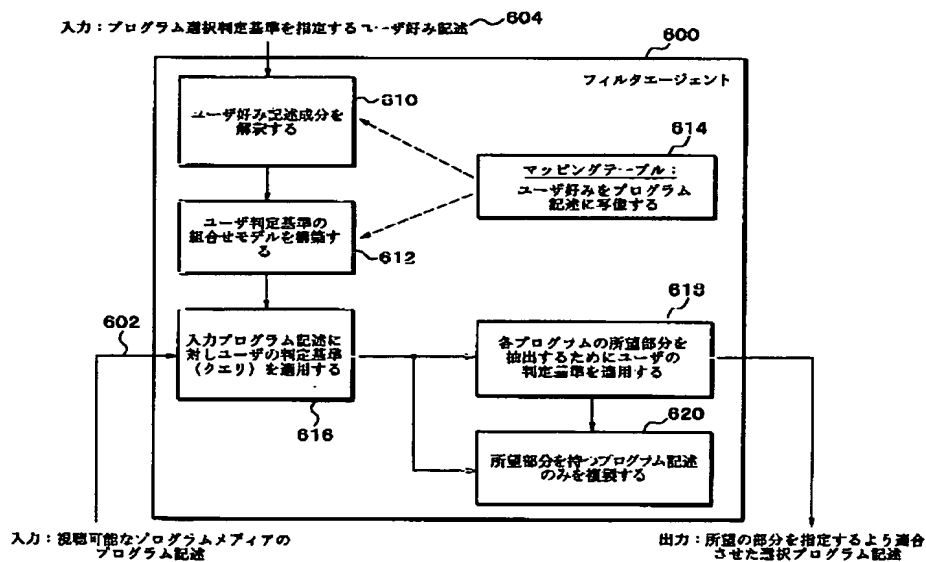 入力：プログラム選択判定基準を指定するユーザ好み記述
604
600
フィルタエージェント
610
ユーザ好み記述成分を
解釈する
614
マッピングテーブル：
ユーザ好みをプログラム
記述に写像する
ユーザ判定基準の
組合せモデルを構築す
る
612
602
入力プログラム記述に
対しユーザの判定基準
（クエリ）を適用する
616
618
各プログラムの所望部分を
抽出するためにユーザの
判定基準を適用する
620
所望部分を持つプログラム記述
のみを複製する
入力：視聴可能なプログラムメディアの
プログラム記述
出力：所望の部分を指定するよう適合
させた選択プログラム記述